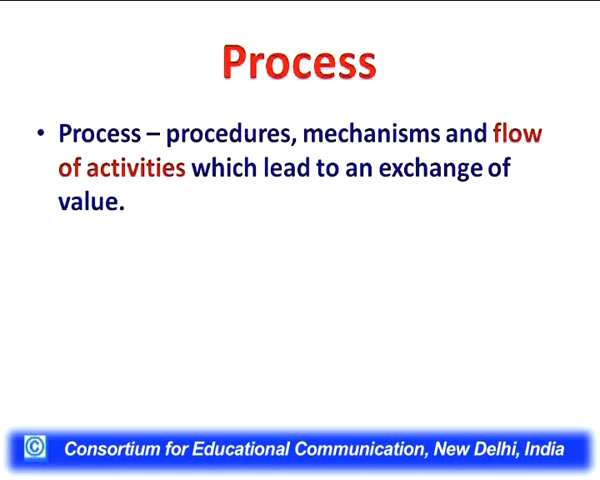 Process
• Process – procedures, mechanisms and flow
of activities which lead to an exchange of
value.
© Consortium for Educational Communication, New Delhi, India